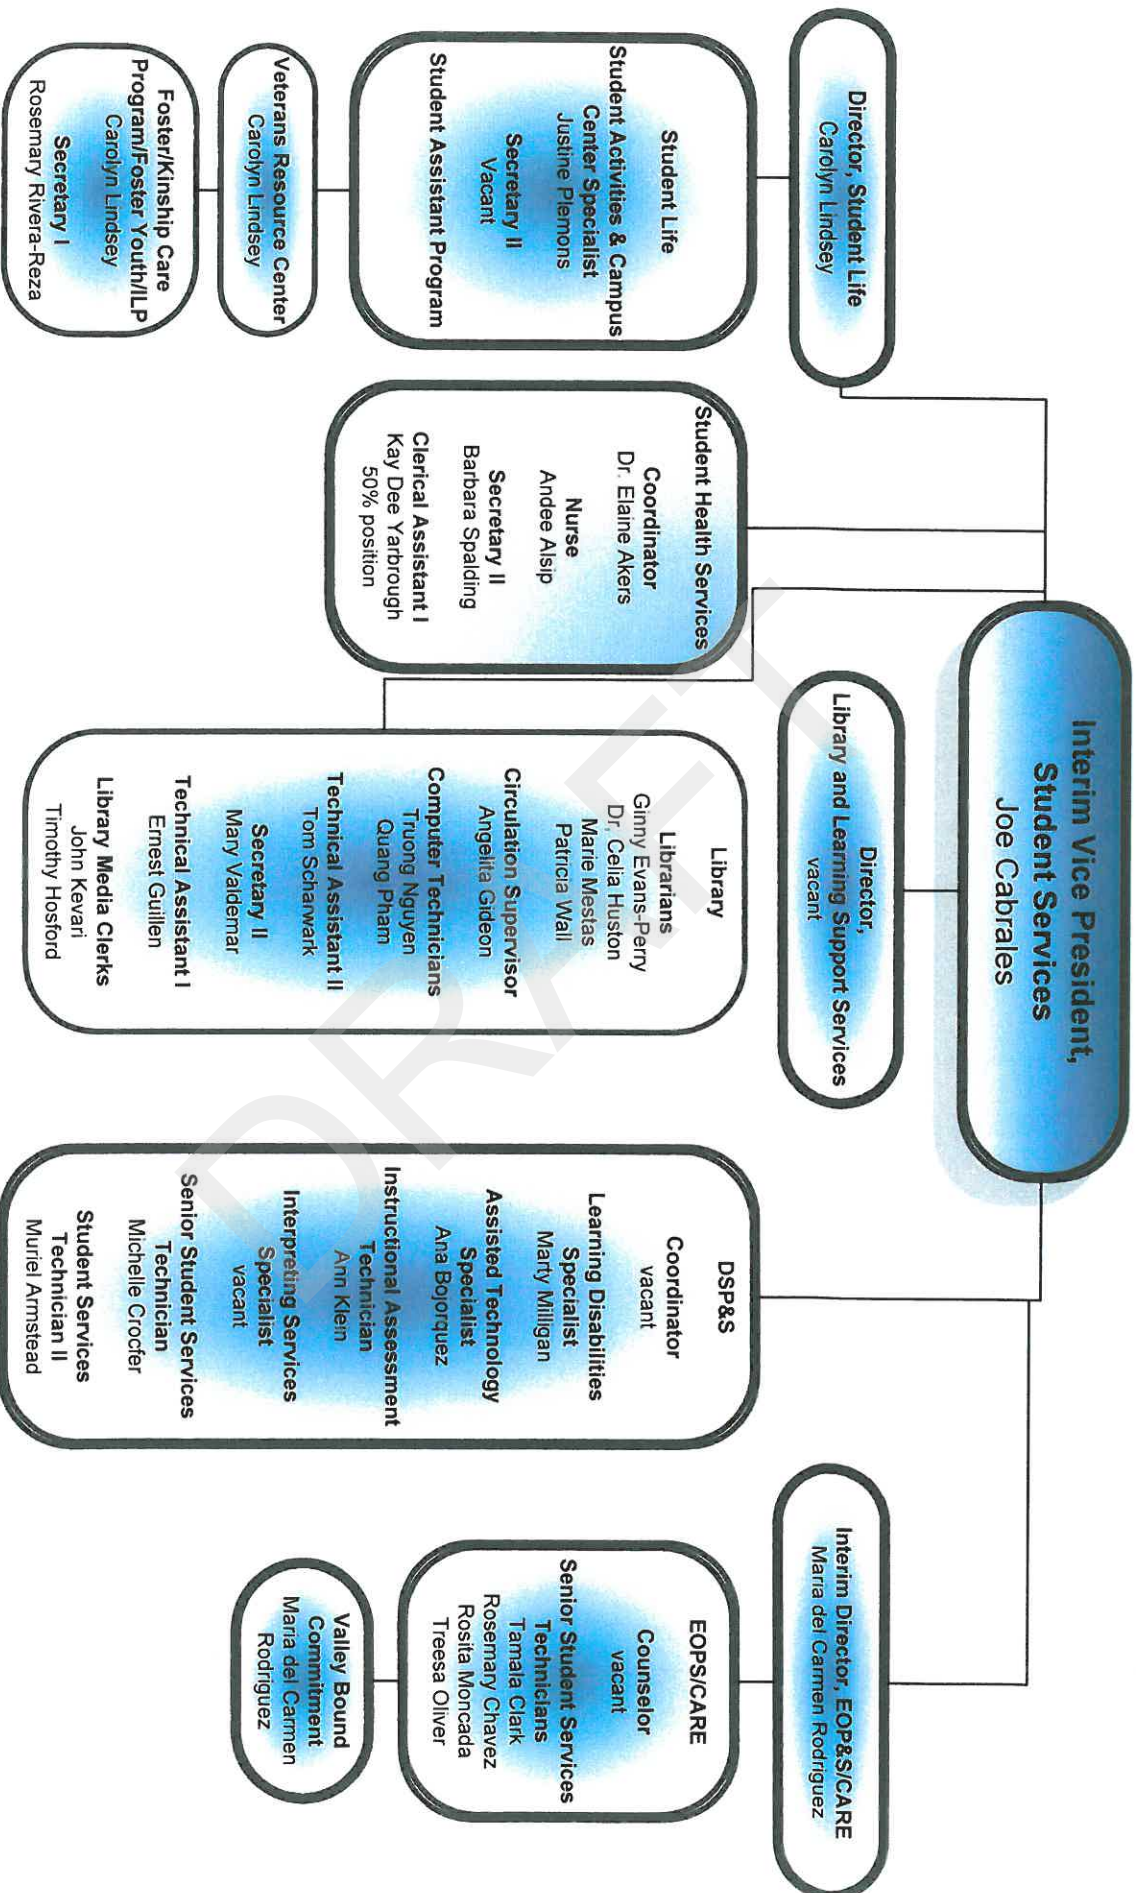 Interim Vice President,
Student Services
Joe Cabrales
Director, Student Life
Carolyn Lindsey
Student Life
Student Activities & Campus
Center Specialist
Justine Plemons
Secretary II
Vacant
Student Assistant Program
Veterans Resource Center
Carolyn Lindsey
Foster/Kinship Care
Program/Foster Youth/ILP
Carolyn Lindsey
Secretary I
Rosemary Rivera-Reza
Student Health Services
Coordinator
Dr. Elaine Akers
Nurse
Andee Alsip
Secretary II
Barbara Spalding
Clerical Assistant I
Kay Dee Yarbrough
50% position
Director,
Library and Learning Support Services
vacant
Library
Librarians
Ginny Evans-Perry
Dr, Celia Huston
Marie Mestas
Patricia Wall
Circulation Supervisor
Angelita Gideon
Computer Technicians
Truong Nguyen
Quang Pham
Technical Assistant II
Tom Scharwark
Secretary II
Mary Valdemar
Technical Assistant I
Ernest Guillen
Library Media Clerks
John Kevari
Timothy Hosford
DSP&S
Coordinator
vacant
Learning Disabilities
Specialist
Marty Milligan
Assisted Technology
Specialist
Ana Bojorquez
Instructional Assessment
Technician
Ann Klein
Interpreting Services
Specialist
vacant
Senior Student Services
Technician
Michelle Crocfer
Student Services
Technician II
Muriel Armstead
Interim Director, EOP&S/CARE
Maria del Carmen Rodriguez
EOPS/CARE
Counselor
vacant
Senior Student Services
Technicians
Tamala Clark
Rosemary Chavez
Rosita Moncada
Treesa Oliver
Valley Bound
Commitment
Maria del Carmen
Rodriguez
DRAFT